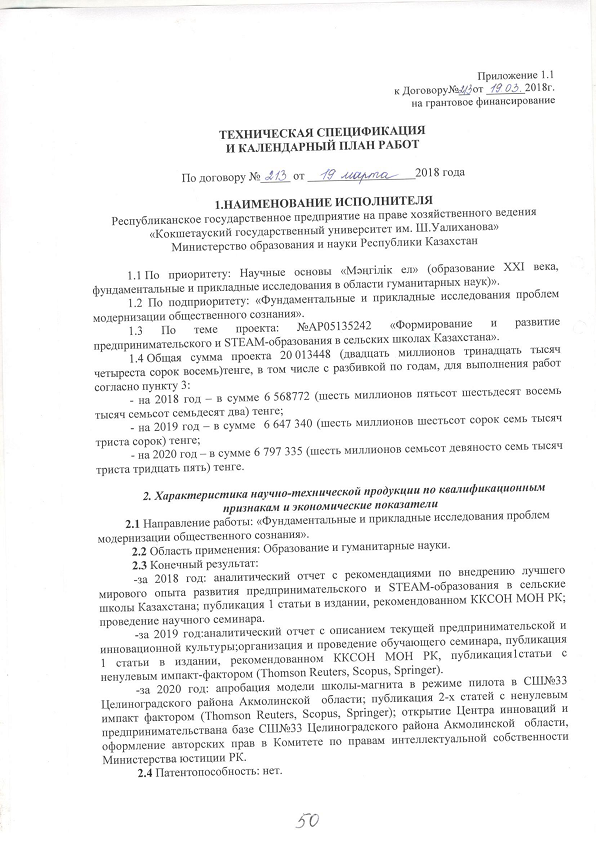 Приложение 1.1
к Договору№213от 19 03. 2018г.
на грантовое финансирование
ТЕХНИЧЕСКАЯ СПЕЦИФИКАЦИЯ
И КАЛЕНДАРНЫЙ ПЛАН РАБОТ
По договору № 213 от 19 марта 2018 года
1.НАИМЕНОВАНИЕ ИСПОЛНИТЕЛЯ
Республиканское государственное предприятие на праве хозяйственного ведения
«Кокшетауский государственный университет им. Ш.Уалиханова»
Министерство образования и науки Республики Казахстан
1.1 По приоритету: Научные основы «Мәңгілік ел» (образование XXI века,
фундаментальные и прикладные исследования в области гуманитарных наук)».
1.2 По подприоритету: «Фундаментальные и прикладные исследования проблем
модернизации общественного сознания».
1.3 По теме проекта: №AP05135242 «Формирование и развитие
предпринимательского и STEAM-образования в сельских школах Казахстана».
1.4 Общая сумма проекта 20 013448 (двадцать миллионов тринадцать тысяч
четыреста сорок восемь)тенге, в том числе с разбивкой по годам, для выполнения работ
согласно пункту 3:
- на 2018 год – в сумме 6 568772 (шесть миллионов пятьсот шестьдесят восемь
тысяч семьсот семьдесят два) тенге;
- на 2019 год – в сумме 6 647 340 (шесть миллионов шестьсот сорок семь тысяч
триста сорок) тенге;
- на 2020 год – в сумме 6 797 335 (шесть миллионов семьсот девяносто семь тысяч
триста тридцать пять) тенге.
2. Характеристика научно-технической продукции по квалификационным
признакам и экономические показатели
2.1 Направление работы: «Фундаментальные и прикладные исследования проблем
модернизации общественного сознания».
2.2 Область применения: Образование и гуманитарные науки.
2.3 Конечный результат:
-за 2018 год: аналитический отчет с рекомендациями по внедрению лучшего
мирового опыта развития предпринимательского и STEAM-образования в сельские
школы Казахстана; публикация 1 статьи в издании, рекомендованном ККСОН МОН РК;
проведение научного семинара.
-за 2019 год:аналитический отчет с описанием текущей предпринимательской и
инновационной культуры;организация и проведение обучающего семинара, публикация
1 статьи в издании, рекомендованном ККСОН МОН РК, публикация1статьи с
ненулевым импакт-фактором (Thomson Reuters, Scopus, Springer).
-за 2020 год: апробация модели школы-магнита в режиме пилота в СШ№33
Целиноградского района Акмолинской области; публикация 2-х статей с ненулевым
импакт фактором (Thomson Reuters, Scopus, Springer); открытие Центра инноваций и
предпринимательствана базе СШ№33 Целиноградского района Акмолинской области,
оформление авторских прав в Комитете по правам интеллектуальной собственности
Министерства юстиции РК.
2.4 Патентопособность: нет.
50